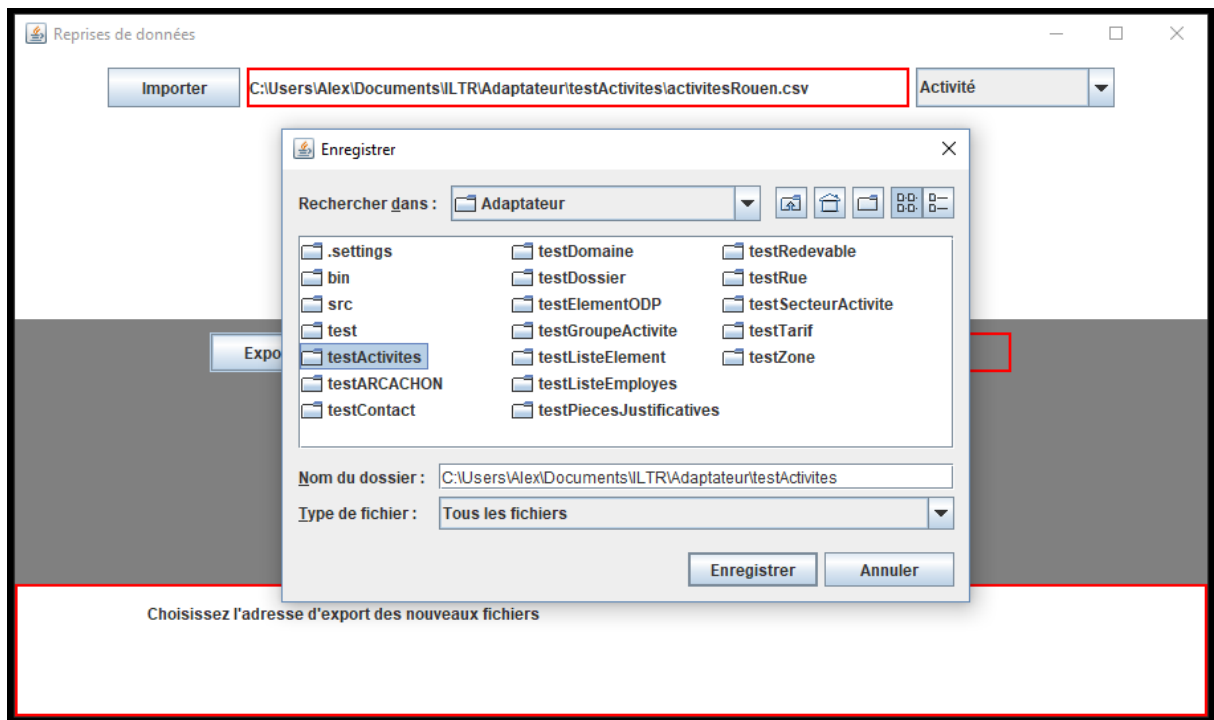 Reprises de données
Importer C:\Users\Alex\Documents\ILTR\Adaptateur\testActivites\activitesRouen.csv Activité
Enregistrer
Rechercher dans : Adaptateur
.settings testDomaine testRedevable
bin testDossier testRue
src testElementODP testSecteurActivite
test testGroupeActivite testTarif
Expo testActivites testListeElement testZone
testARCACHON testListeEmployes
testContact testPiecesJustificatives
Nom du dossier : C:\Users\Alex\Documents\ILTR\Adaptateur\testActivites
Type de fichier : Tous les fichiers
Enregistrer Annuler
Choisissez l'adresse d'export des nouveaux fichiers